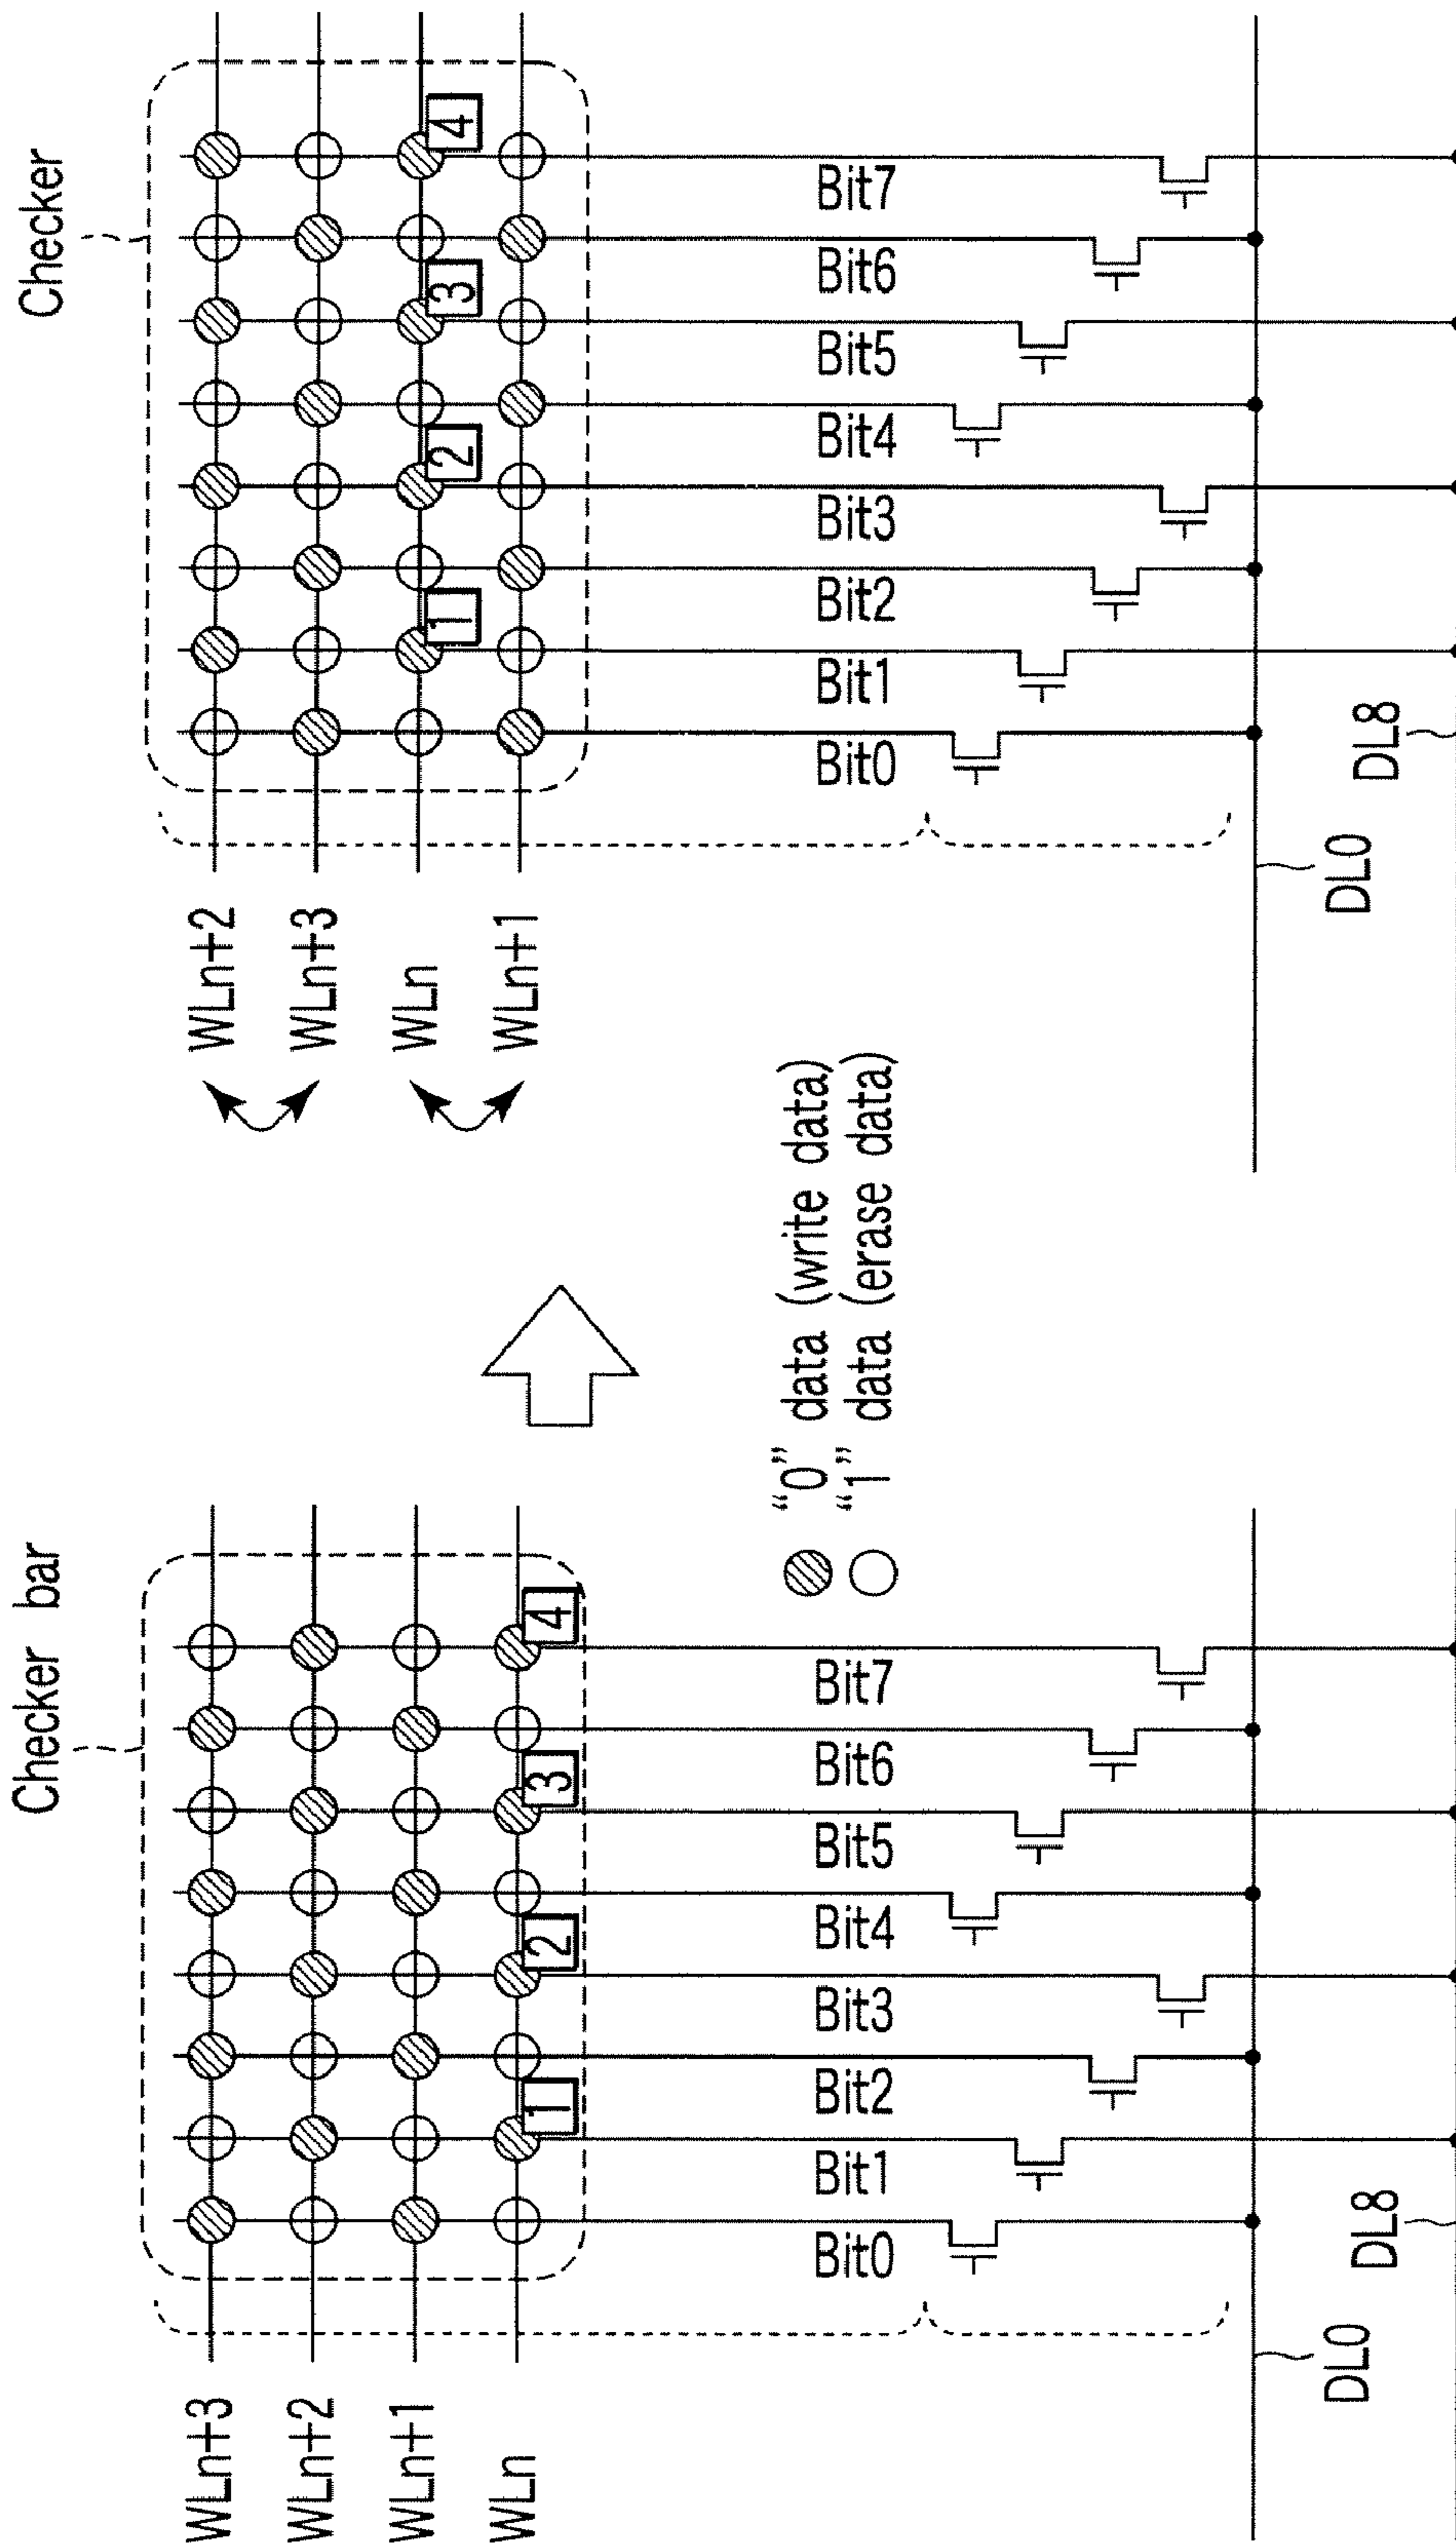 Checker bar
WLn+3
WLn+2
WLn+1
WLn
1
2
3
4
Bit0
Bit1
Bit2
Bit3
Bit4
Bit5
Bit6
Bit7
DL0
DL8
“0” data (write data)
“1” data (erase data)
Checker
WLn+2
WLn+3
WLn
WLn+1
1
2
3
4
Bit0
Bit1
Bit2
Bit3
Bit4
Bit5
Bit6
Bit7
DL0
DL8